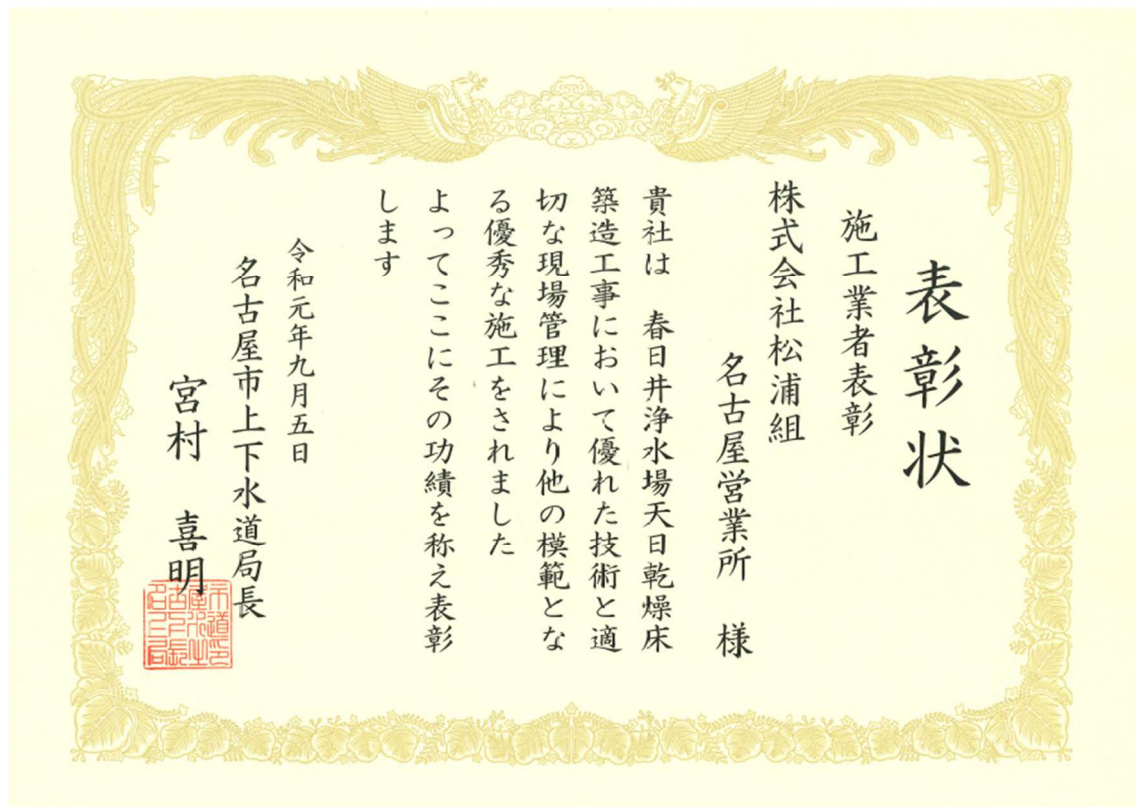 表彰状
施工業者表彰
株式会社松浦組
名古屋営業所　様
貴社は　春日井浄水場天日乾燥床
築造工事において優れた技術と適
切な現場管理により他の模範とな
る優秀な施工をされました
よってここにその功績を称え表彰
します
令和元年九月五日
名古屋市上下水道局長
宮村　喜明